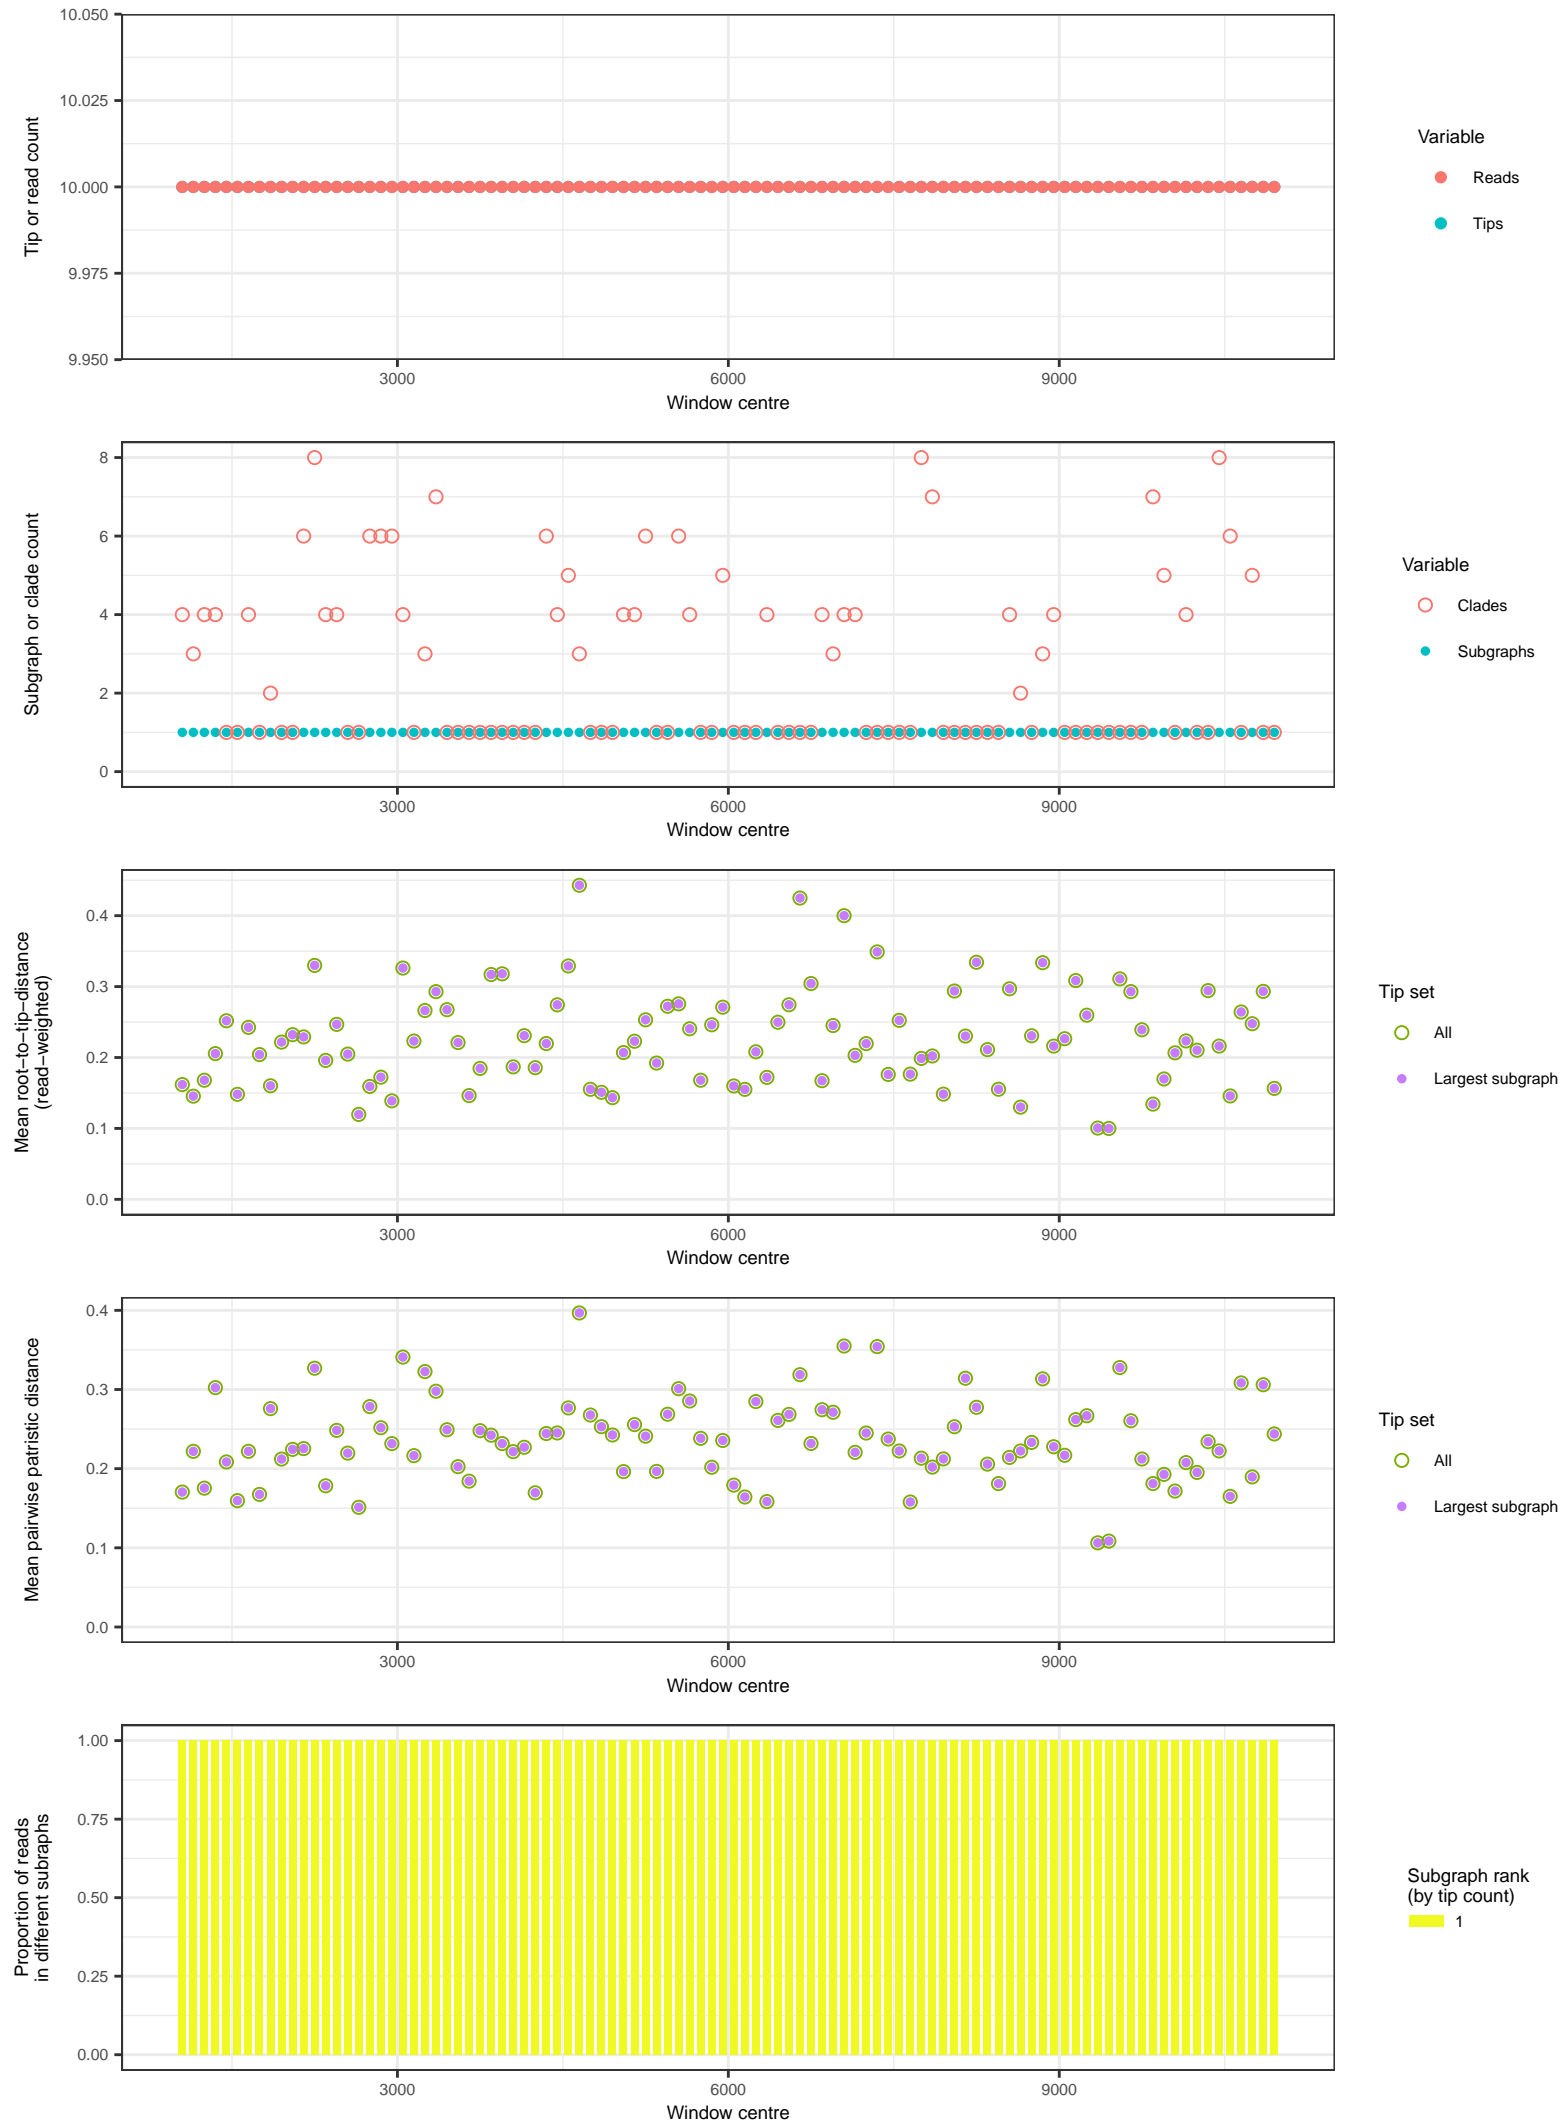 10.050
10.025
10.000
9.975
9.950
Tip or read count
3000 6000 9000
Window centre
Variable
Reads
Tips
8
6
4
2
0
Subgraph or clade count
3000 6000 9000
Window centre
Variable
Clades
Subgraphs
0.4
0.3
0.2
0.1
0.0
Mean root−to−tip−distance
(read−weighted)
3000 6000 9000
Window centre
Tip set
All
Largest subgraph
0.4
0.3
0.2
0.1
0.0
Mean pairwise patristic distance
3000 6000 9000
Window centre
Tip set
All
Largest subgraph
1.00
0.75
0.50
0.25
0.00
Proportion of reads
in different subraphs
3000 6000 9000
Window centre
Subgraph rank
(by tip count)
1